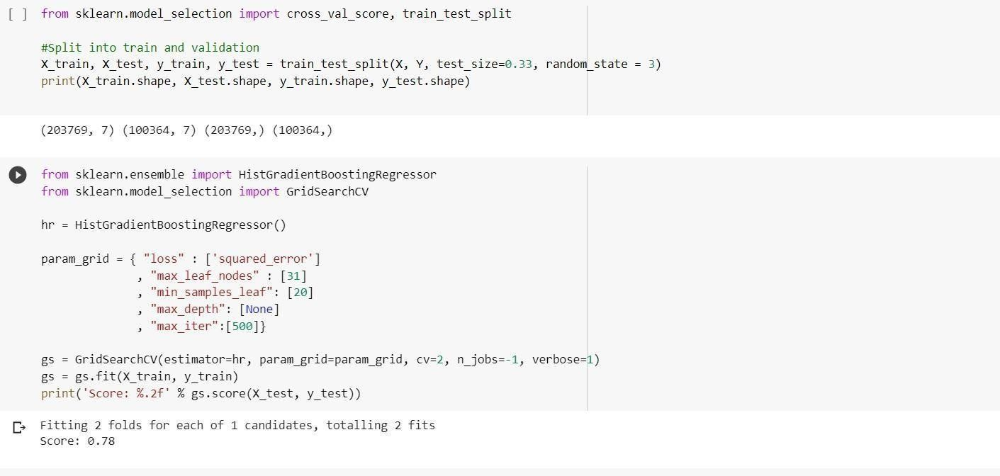 [ ] from sklearn.model_selection import cross_val_score, train_test_split
#Split into train and validation
X_train, X_test, y_train, y_test = train_test_split(X, Y, test_size=0.33, random_state = 3)
print(X_train.shape, X_test.shape, y_train.shape, y_test.shape)
(203769, 7) (100364, 7) (203769,) (100364,)
from sklearn.ensemble import HistGradientBoostingRegressor
from sklearn.model_selection import GridSearchCV
hr = HistGradientBoostingRegressor()
param_grid = { "loss" : ['squared_error']
, "max_leaf_nodes" : [31]
, "min_samples_leaf": [20]
, "max_depth": [None]
, "max_iter":[500]}
gs = GridSearchCV(estimator=hr, param_grid=param_grid, cv=2, n_jobs=-1, verbose=1)
gs = gs.fit(X_train, y_train)
print('Score: %.2f' % gs.score(X_test, y_test))
Fitting 2 folds for each of 1 candidates, totalling 2 fits
Score: 0.78